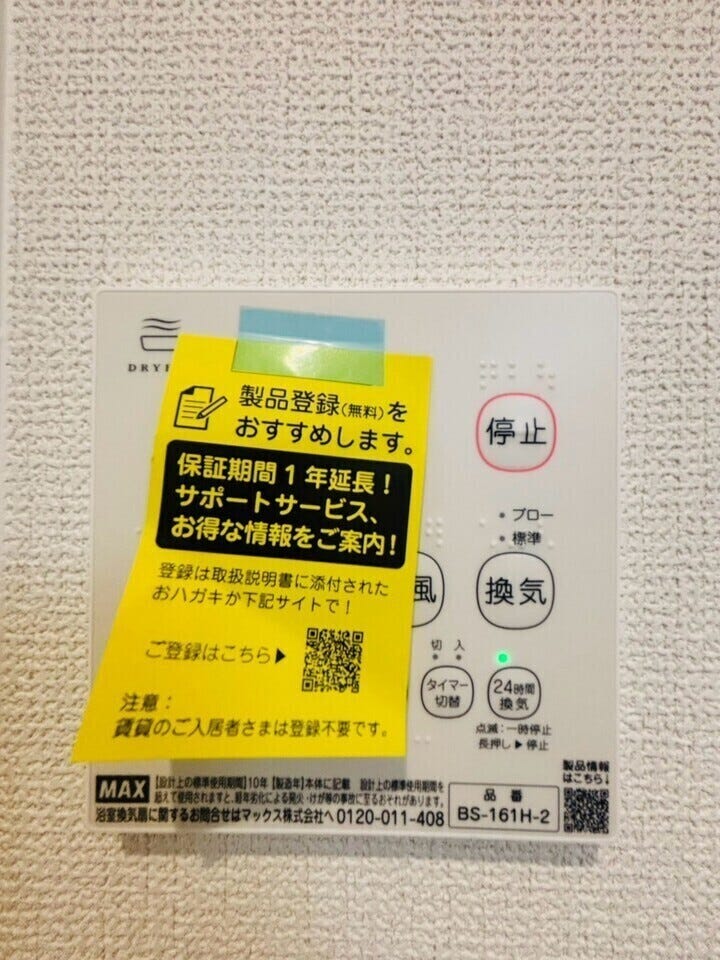 DRY
製品登録(無料)を
おすすめします。
保証期間1年延長!
サポートサービス、
お得な情報をご案内!
登録は取扱説明書に添付された
おハガキか下記サイトで!
ご登録はこちら▶
注意:
賃貸のご入居者さまは登録不要です。
停止
ブロー
標準
風
換気
切 入
タイマー
切替
24時間
換気
点滅:一時停止
長押し▶停止
製品情報
はこちら↓
MAX
【設計上の標準使用期間】10年 【製造年】本体に記載 設計上の標準使用期間を
超えて使用されますと、経年劣化による発火・けが等の事故に至るおそれがあります。
浴室換気扇に関するお問合せはマックス株式会社へ 0120-011-408
品番
BS-161H-2